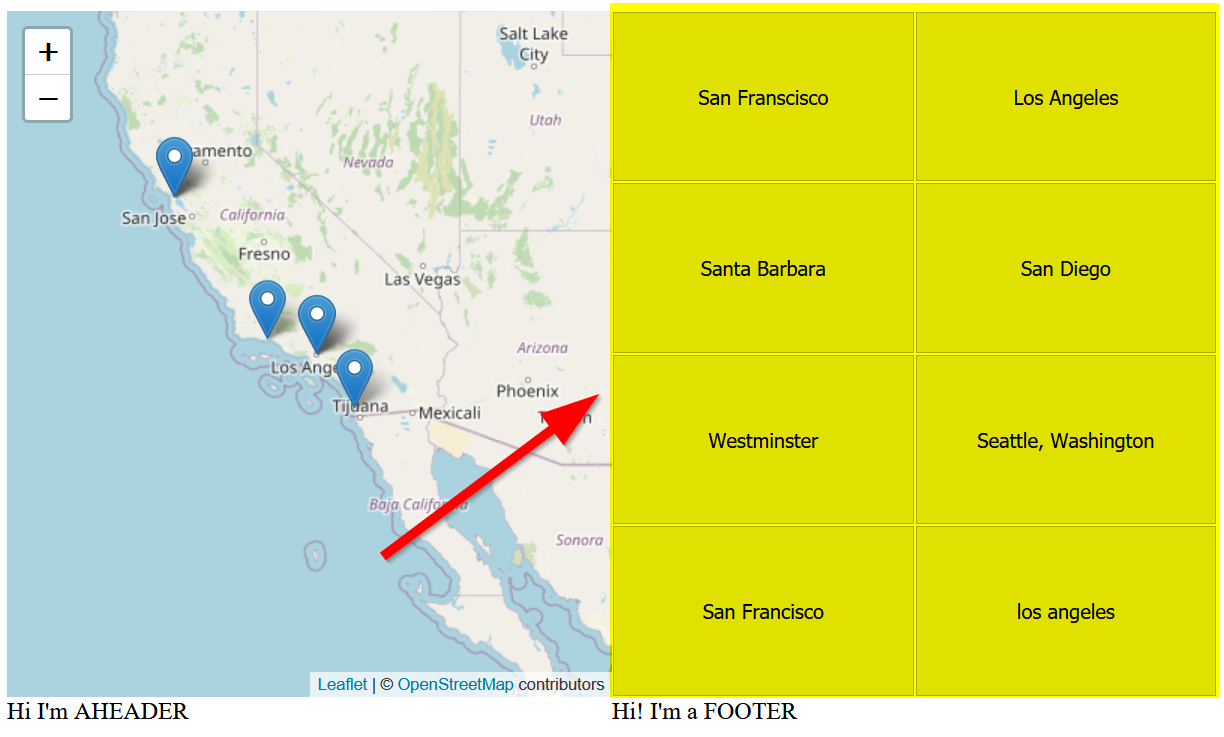 +
−
Salt Lake
City
Utah
amento
Nevada
San Jose
California
Fresno
Las Vegas
Los Ange
Arizona
Phoenix
Tijuana
Mexicali
Baja California
Sonora
Leaflet | © OpenStreetMap contributors
San Franscisco
Los Angeles
Santa Barbara
San Diego
Westminster
Seattle, Washington
San Francisco
los angeles
Hi I'm AHEADER
Hi! I'm a FOOTER